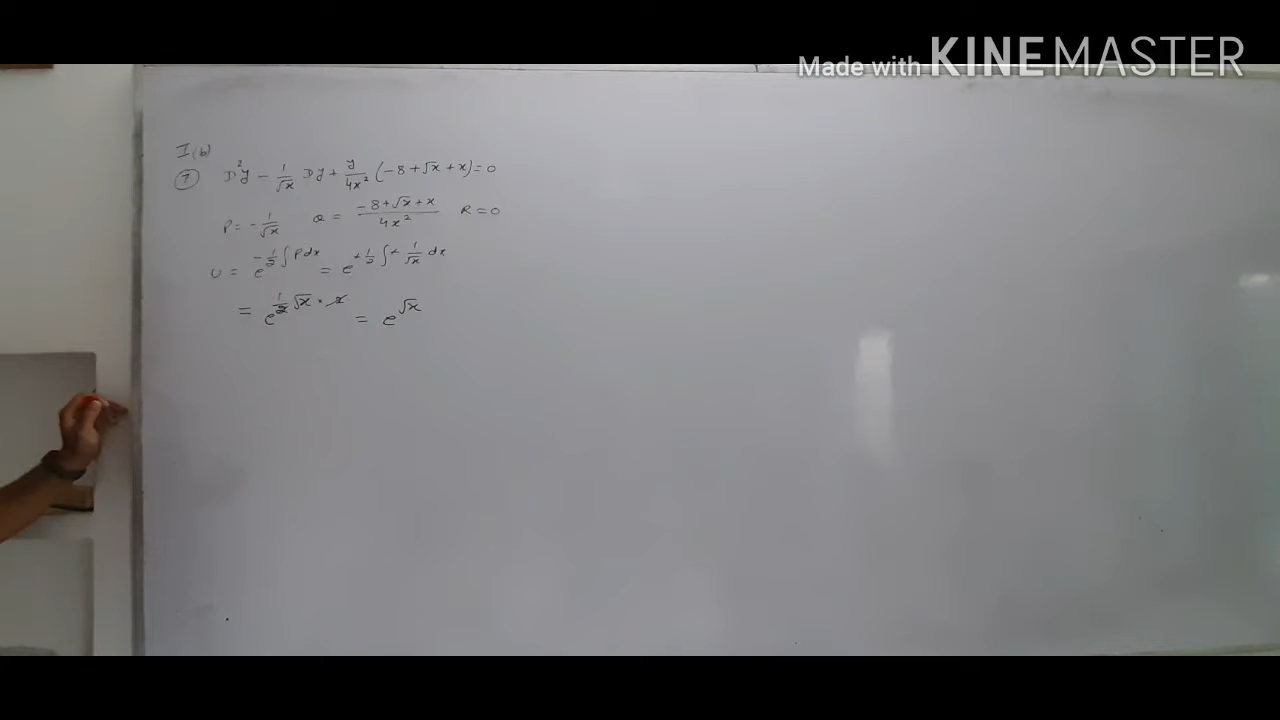 Made with KINEMASTER
I (b)
⑦ D²y - 1/√x Dy + y/4x² (-8+√x+x)=0
P = -1/√x Q = (-8+√x+x)/4x² R=0
U = e^(-1/2 ∫Pdx) = e^(+1/2 ∫+ 1/√x dx)
= e^(1/2 √x · 2) = e^√x